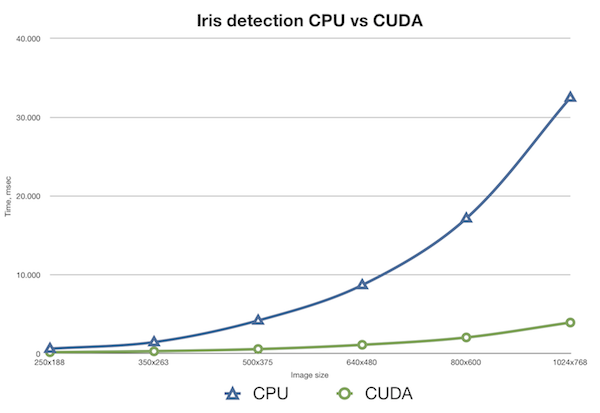 Iris detection CPU vs CUDA
40.000
30.000
20.000
10.000
0
Time, msec
250x188 350x263 500x375 640x480 800x600 1024x768
Image size
CPU CUDA